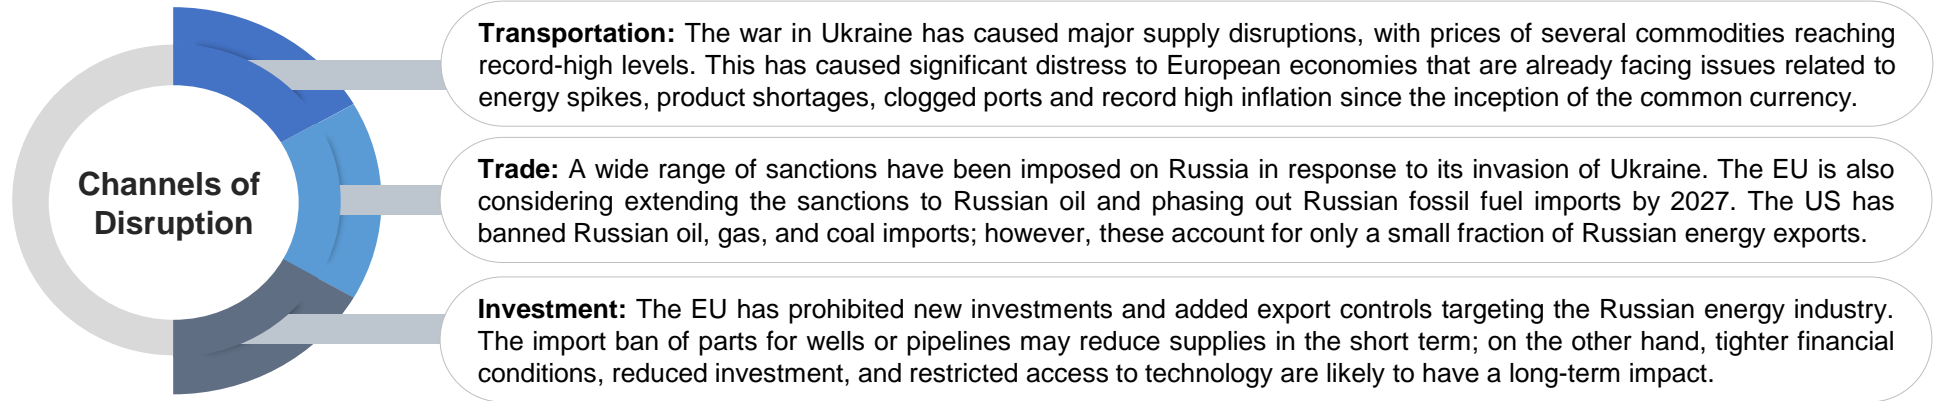 Channels of
Disruption
Transportation: The war in Ukraine has caused major supply disruptions, with prices of several commodities reaching
record-high levels. This has caused significant distress to European economies that are already facing issues related to
energy spikes, product shortages, clogged ports and record high inflation since the inception of the common currency.
Trade: A wide range of sanctions have been imposed on Russia in response to its invasion of Ukraine. The EU is also
considering extending the sanctions to Russian oil and phasing out Russian fossil fuel imports by 2027. The US has
banned Russian oil, gas, and coal imports; however, these account for only a small fraction of Russian energy exports.
Investment: The EU has prohibited new investments and added export controls targeting the Russian energy industry.
The import ban of parts for wells or pipelines may reduce supplies in the short term; on the other hand, tighter financial
conditions, reduced investment, and restricted access to technology are likely to have a long-term impact.